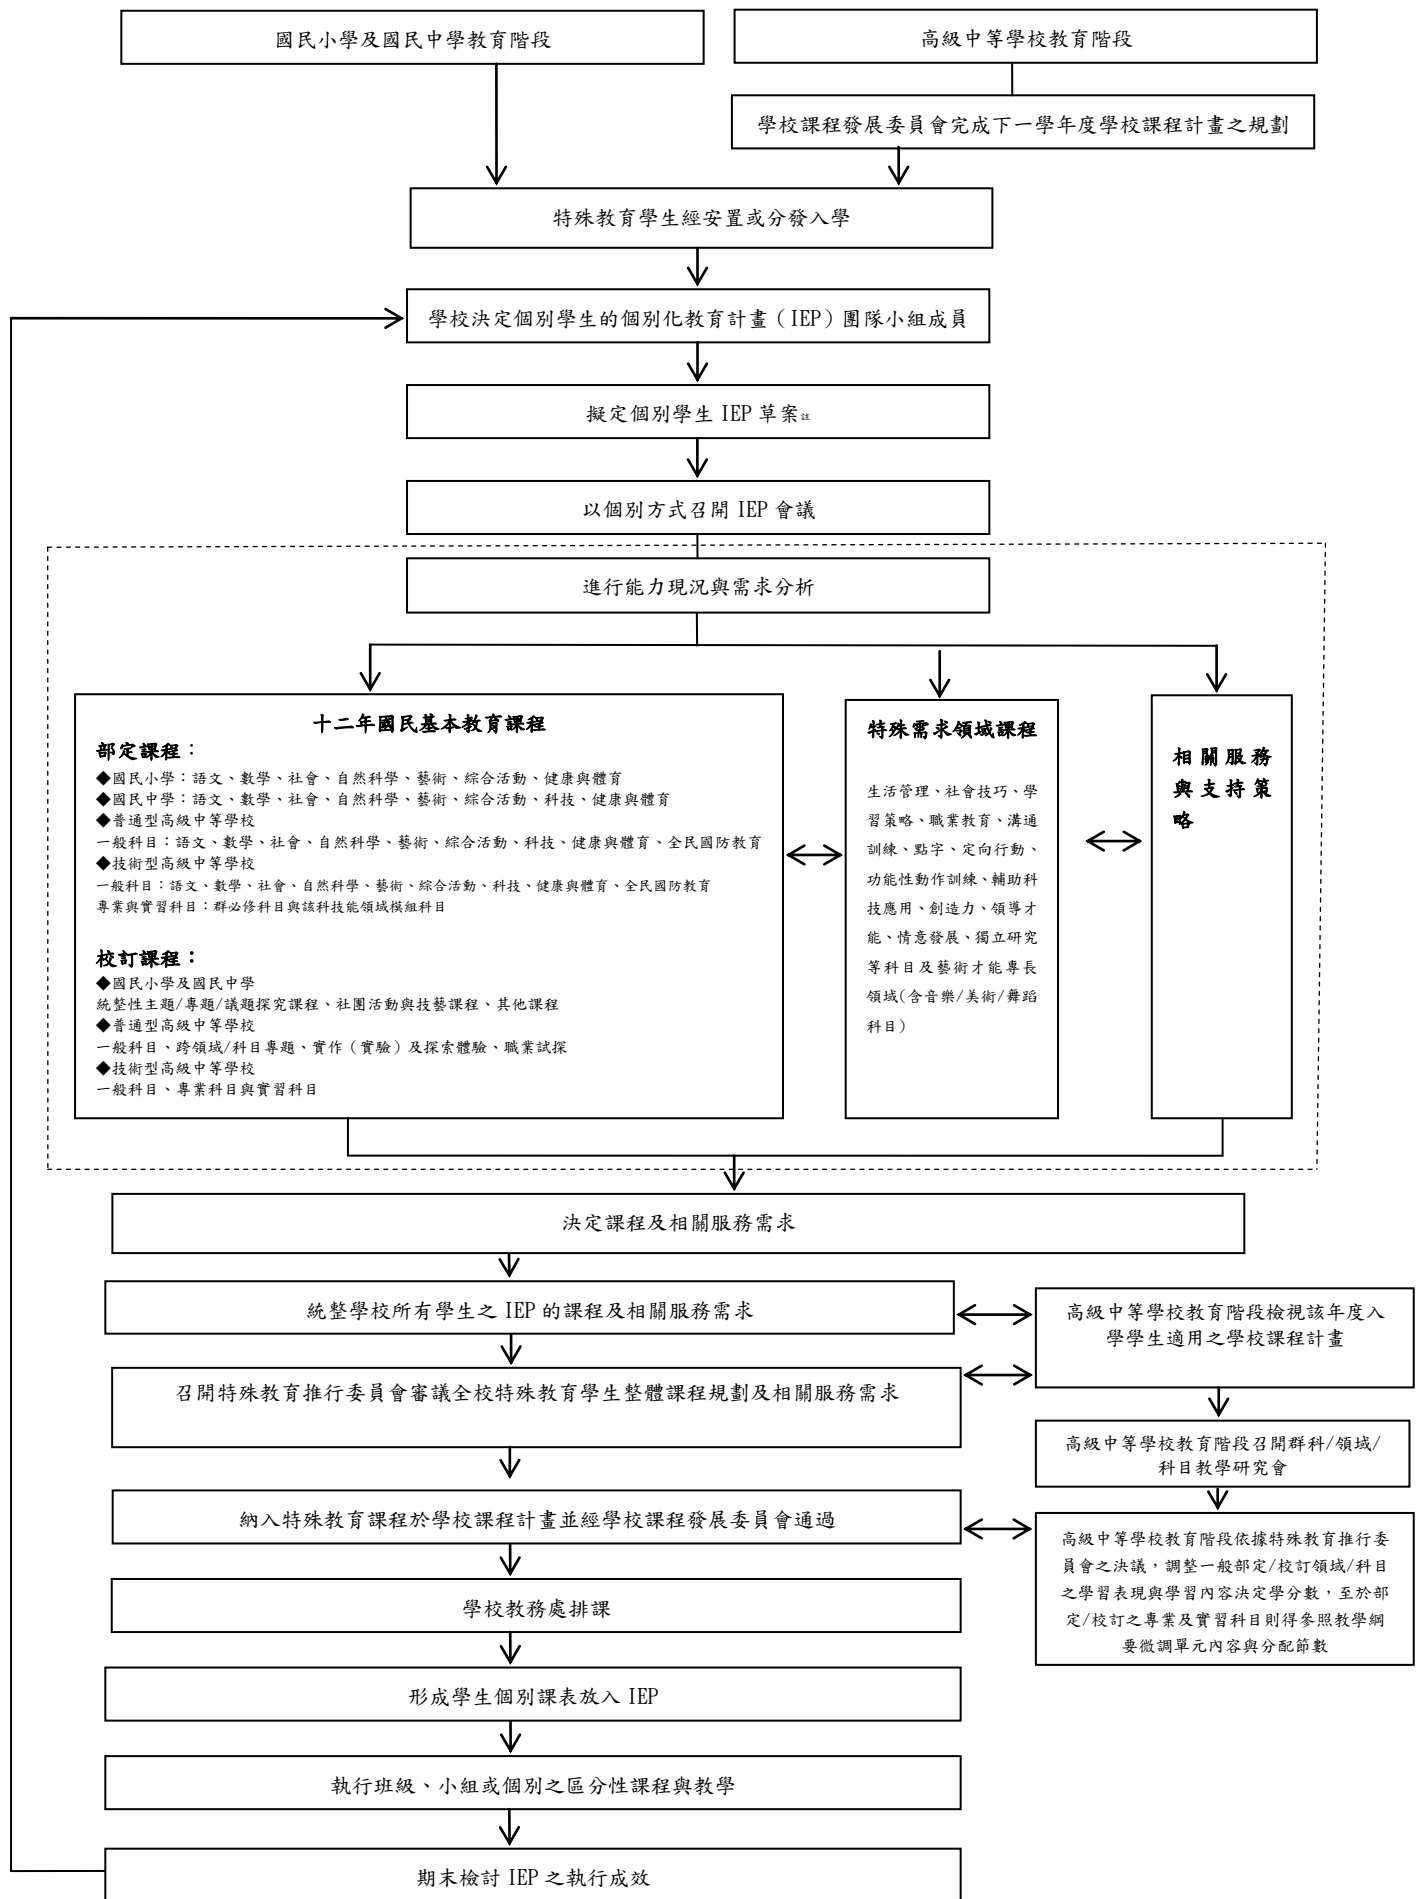 國民小學及國民中學教育階段
高級中等學校教育階段
學校課程發展委員會完成下一學年度學校課程計畫之規劃
特殊教育學生經安置或分發入學
學校決定個別學生的個別化教育計畫（IEP）團隊小組成員
擬定個別學生 IEP 草案註
以個別方式召開 IEP 會議
進行能力現況與需求分析
十二年國民基本教育課程
部定課程：
◆國民小學：語文、數學、社會、自然科學、藝術、綜合活動、健康與體育
◆國民中學：語文、數學、社會、自然科學、藝術、綜合活動、科技、健康與體育
◆普通型高級中等學校
一般科目：語文、數學、社會、自然科學、藝術、綜合活動、科技、健康與體育、全民國防教育
◆技術型高級中等學校
一般科目：語文、數學、社會、自然科學、藝術、綜合活動、科技、健康與體育、全民國防教育
專業與實習科目：群必修科目與該科技能領域模組科目
校訂課程：
◆國民小學及國民中學
統整性主題/專題/議題探究課程、社團活動與技藝課程、其他課程
◆普通型高級中等學校
一般科目、跨領域/科目專題、實作（實驗）及探索體驗、職業試探
◆技術型高級中等學校
一般科目、專業科目與實習科目
特殊需求領域課程
生活管理、社會技巧、學
習策略、職業教育、溝通
訓練、點字、定向行動、
功能性動作訓練、輔助科
技應用、創造力、領導才
能、情意發展、獨立研究
等科目及藝術才能專長
領域(含音樂/美術/舞蹈
科目)
相關服務
與支持策
略
決定課程及相關服務需求
統整學校所有學生之 IEP 的課程及相關服務需求
高級中等學校教育階段檢視該年度入
學學生適用之學校課程計畫
召開特殊教育推行委員會審議全校特殊教育學生整體課程規劃及相關服務需求
高級中等學校教育階段召開群科/領域/
科目教學研究會
納入特殊教育課程於學校課程計畫並經學校課程發展委員會通過
高級中等學校教育階段依據特殊教育推行委
員會之決議，調整一般部定/校訂領域/科目
之學習表現與學習內容決定學分數，至於部
定/校訂之專業及實習科目則得參照教學綱
要微調單元內容與分配節數
學校教務處排課
形成學生個別課表放入 IEP
執行班級、小組或個別之區分性課程與教學
期末檢討 IEP 之執行成效